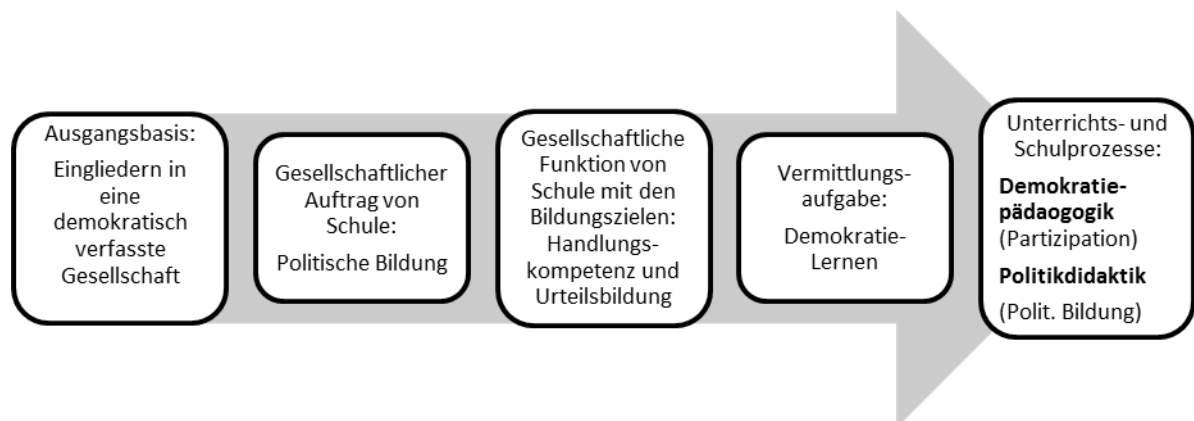 Ausgangsbasis:
Eingliedern in
eine
demokratisch
verfasste
Gesellschaft
Gesellschaftlicher
Auftrag von
Schule:
Politische Bildung
Gesellschaftliche
Funktion von
Schule mit den
Bildungszielen:
Handlungs-
kompetenz und
Urteilsbildung
Vermittlungs-
aufgabe:
Demokratie-
Lernen
Unterrichts- und
Schulprozesse:
Demokratie-
pädaogogik
(Partizipation)
Politikdidaktik
(Polit. Bildung)